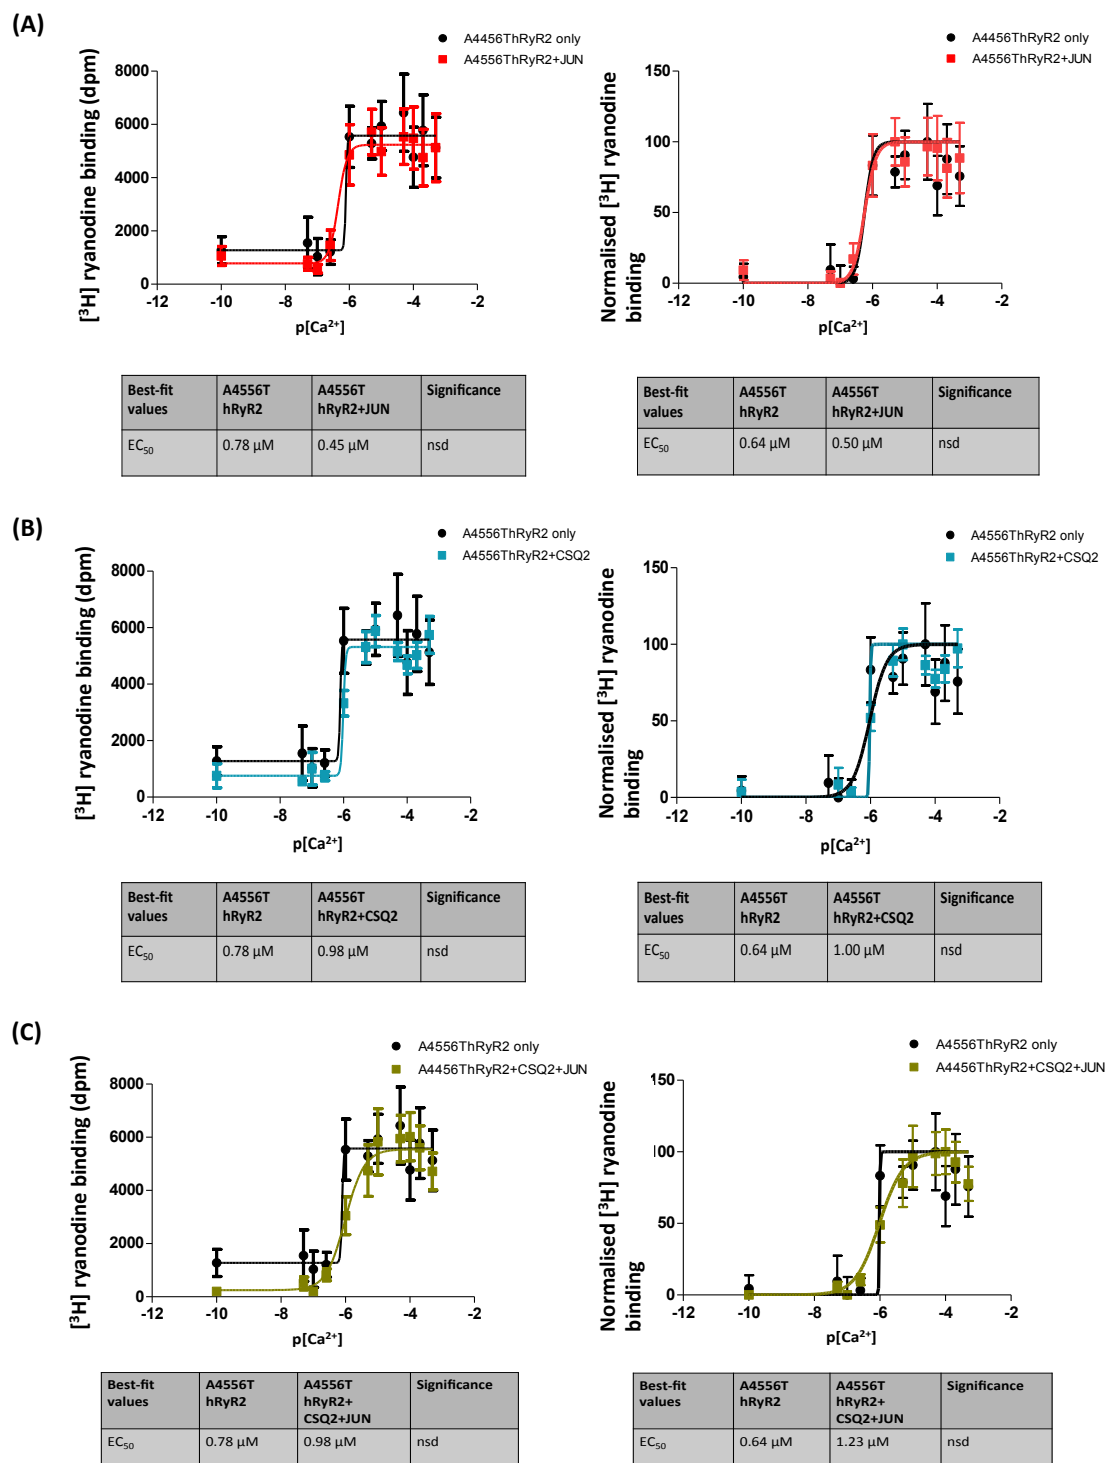 (A)
A4456ThRyR2 only
A4556ThRyR2+JUN
[³H] ryanodine binding (dpm)
8000
6000
4000
2000
0
-12
-10
-8
-6
-4
-2
p[Ca²⁺]
A4456ThRyR2 only
A4556ThRyR2+JUN
Normalised [³H] ryanodine
binding
150
100
50
0
-12
-10
-8
-6
-4
-2
p[Ca²⁺]
Best-fit values
A4556T hRyR2
A4556T hRyR2+JUN
Significance
EC₅₀
0.78 µM
0.45 µM
nsd
Best-fit values
A4556T hRyR2
A4556T hRyR2+JUN
Significance
EC₅₀
0.64 µM
0.50 µM
nsd
(B)
A4556ThRyR2 only
A4556ThRyR2+CSQ2
[³H] ryanodine binding (dpm)
8000
6000
4000
2000
0
-12
-10
-8
-6
-4
-2
p[Ca²⁺]
A4556ThRyR2 only
A4556ThRyR2+CSQ2
Normalised [³H] ryanodine
binding
150
100
50
0
-12
-10
-8
-6
-4
-2
p[Ca²⁺]
Best-fit values
A4556T hRyR2
A4556T hRyR2+CSQ2
Significance
EC₅₀
0.78 µM
0.98 µM
nsd
Best-fit values
A4556T hRyR2
A4556T hRyR2+CSQ2
Significance
EC₅₀
0.64 µM
1.00 µM
nsd
(C)
A4556ThRyR2 only
A4456ThRyR2+CSQ2+JUN
[³H] ryanodine binding (dpm)
8000
6000
4000
2000
0
-12
-10
-8
-6
-4
-2
p[Ca²⁺]
A4556ThRyR2 only
A4456ThRyR2+CSQ2+JUN
Normalised [³H] ryanodine
binding
150
100
50
0
-12
-10
-8
-6
-4
-2
p[Ca²⁺]
Best-fit values
A4556T hRyR2
A4556T hRyR2+ CSQ2+JUN
Significance
EC₅₀
0.78 µM
0.98 µM
nsd
Best-fit values
A4556T hRyR2
A4556T hRyR2+ CSQ2+JUN
Significance
EC₅₀
0.64 µM
1.23 µM
nsd